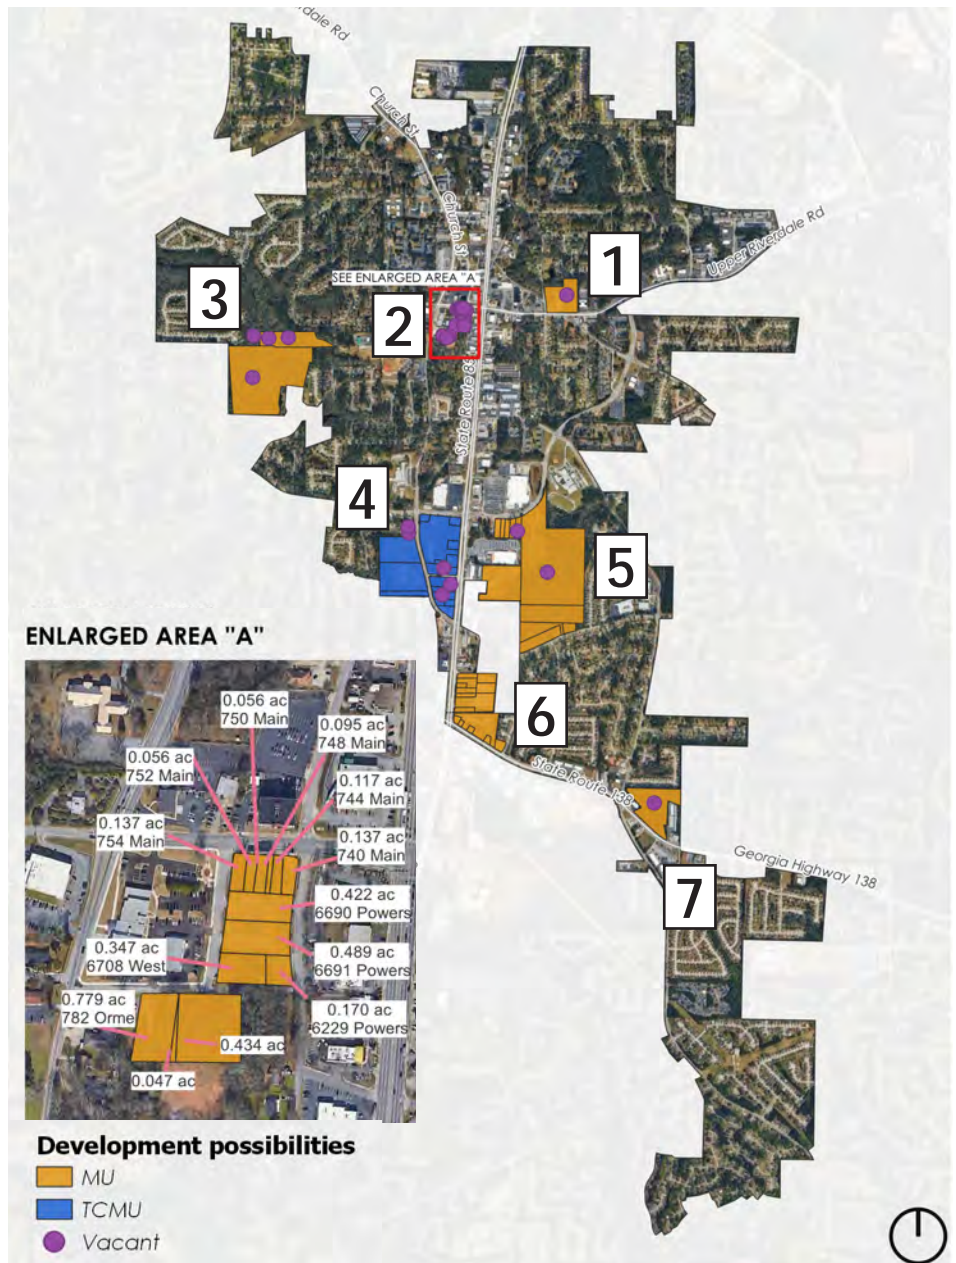 rdale Rd
Church St
Church St
Upper Riverdale Rd
1
SEE ENLARGED AREA "A"
3
2
State Route 85
4
5
ENLARGED AREA "A"
6
State Route 138
Georgia Highway 138
7
0.056 ac
750 Main
0.095 ac
748 Main
0.056 ac
752 Main
0.117 ac
744 Main
0.137 ac
754 Main
0.137 ac
740 Main
0.422 ac
6690 Powers
0.347 ac
6708 West
0.489 ac
6691 Powers
0.779 ac
782 Orme
0.170 ac
6229 Powers
0.434 ac
0.047 ac
Development possibilities
MU
TCMU
Vacant